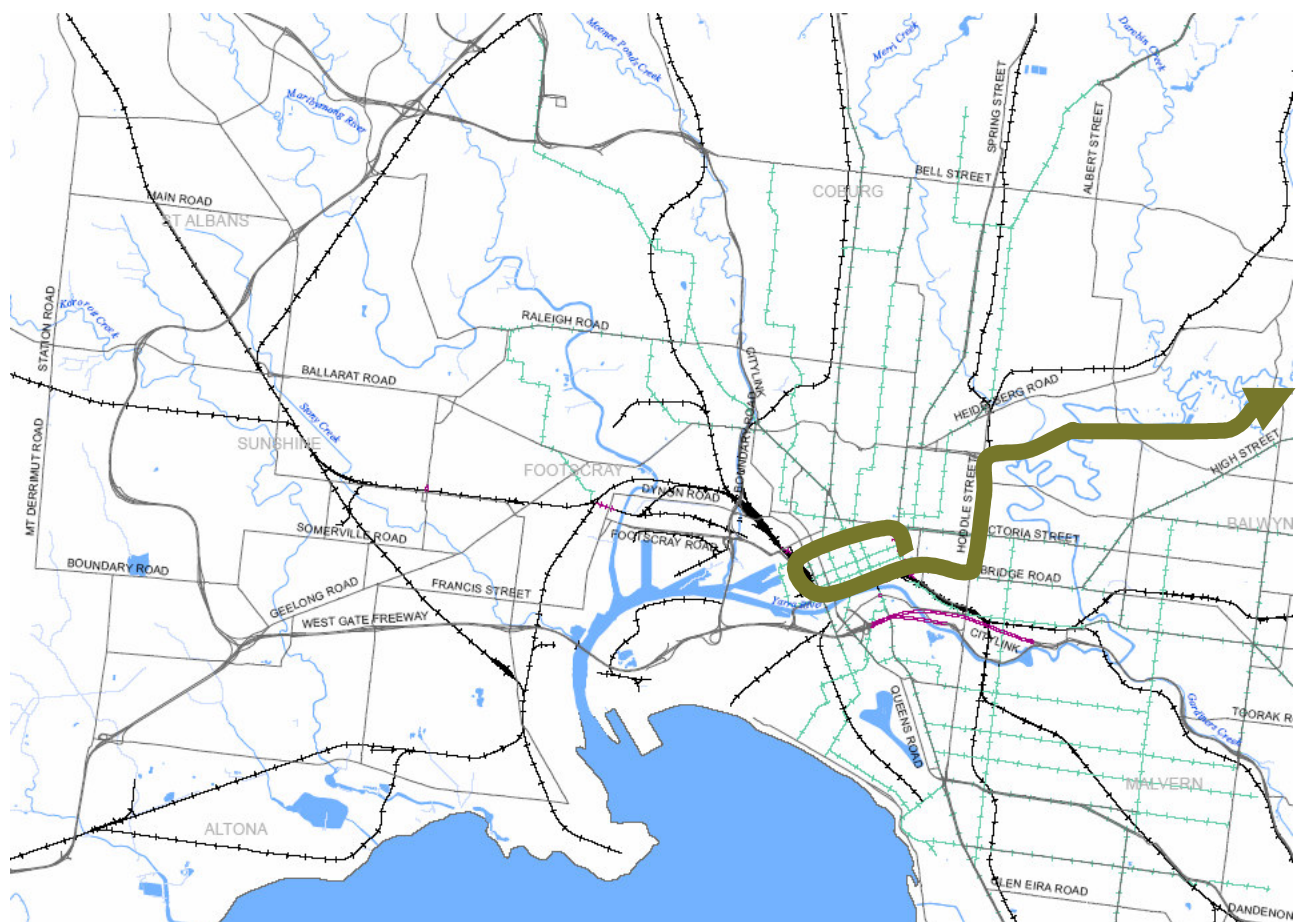 Moonee Ponds Creek
Merri Creek
Darebin Creek
Maribyrnong River
SPRING STREET
ALBERT STREET
BELL STREET
COBURG
MAIN ROAD
ST ALBANS
Kororoit Creek
STATION ROAD
RALEIGH ROAD
CITYLINK
BALLARAT ROAD
HEIDELBERG ROAD
Stony Creek
SUNSHINE
FOOTSCRAY
BOUNDARY ROAD
HIGH STREET
MT DERRIMUT ROAD
DYNON ROAD
HODDLE STREET
BALWYN
SOMERVILLE ROAD
FOOTSCRAY ROAD
CTORIA STREET
BOUNDARY ROAD
BRIDGE ROAD
GEELONG ROAD
FRANCIS STREET
Yarra River
WEST GATE FREEWAY
CITYLINK
QUEENS ROAD
Gardiners Creek
TOORAK R
MALVERN
ALTONA
GLEN EIRA ROAD
DANDENON